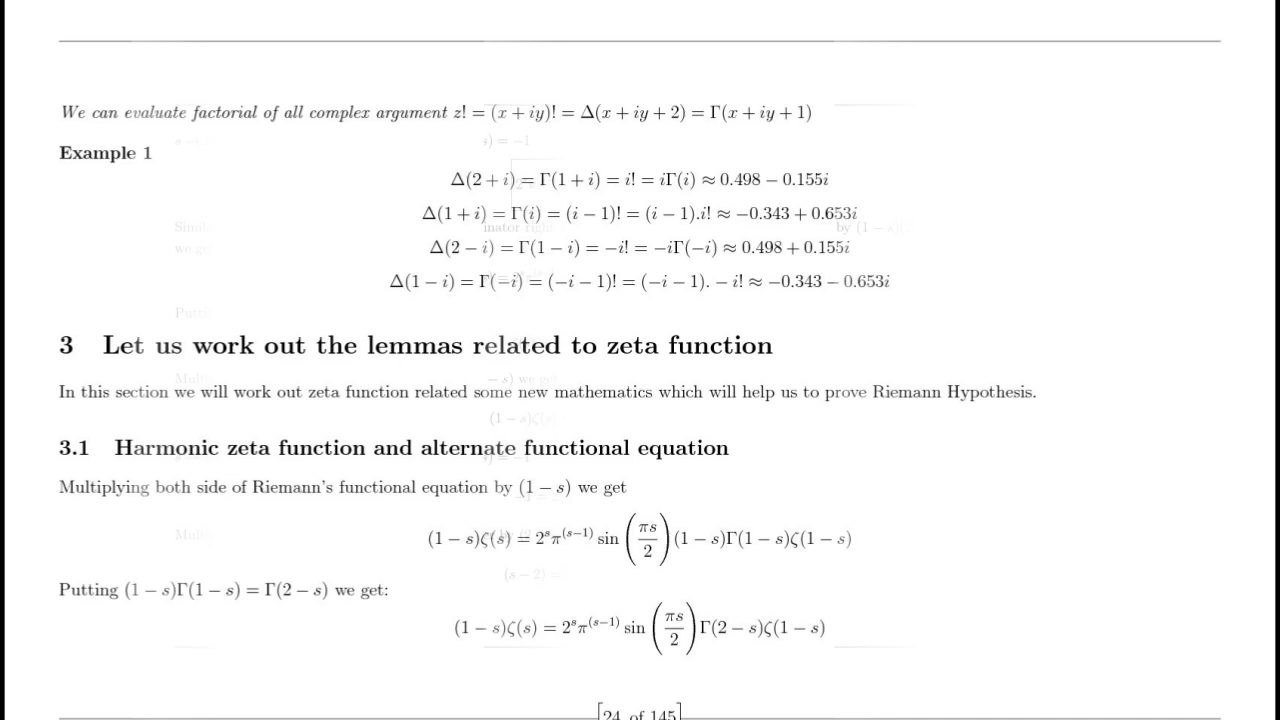 We can evaluate factorial of all complex argument z! = (x + iy)! = Δ(x + iy + 2) = Γ(x + iy + 1)
Example 1
Δ(2 + i) = Γ(1 + i) = i! = iΓ(i) ≈ 0.498 − 0.155i
Δ(1 + i) = Γ(i) = (i − 1)! = (i − 1).i! ≈ −0.343 + 0.653i
Δ(2 − i) = Γ(1 − i) = −i! = −iΓ(−i) ≈ 0.498 + 0.155i
Δ(1 − i) = Γ(−i) = (−i − 1)! = (−i − 1). − i! ≈ −0.343 − 0.653i
3 Let us work out the lemmas related to zeta function
In this section we will work out zeta function related some new mathematics which will help us to prove Riemann Hypothesis.
3.1 Harmonic zeta function and alternate functional equation
Multiplying both side of Riemann's functional equation by (1 − s) we get
(1 − s)ζ(s) = 2^s π^(s−1) sin (πs/2) (1 − s)Γ(1 − s)ζ(1 − s)
Putting (1 − s)Γ(1 − s) = Γ(2 − s) we get:
(1 − s)ζ(s) = 2^s π^(s−1) sin (πs/2) Γ(2 − s)ζ(1 − s)
24 of 145